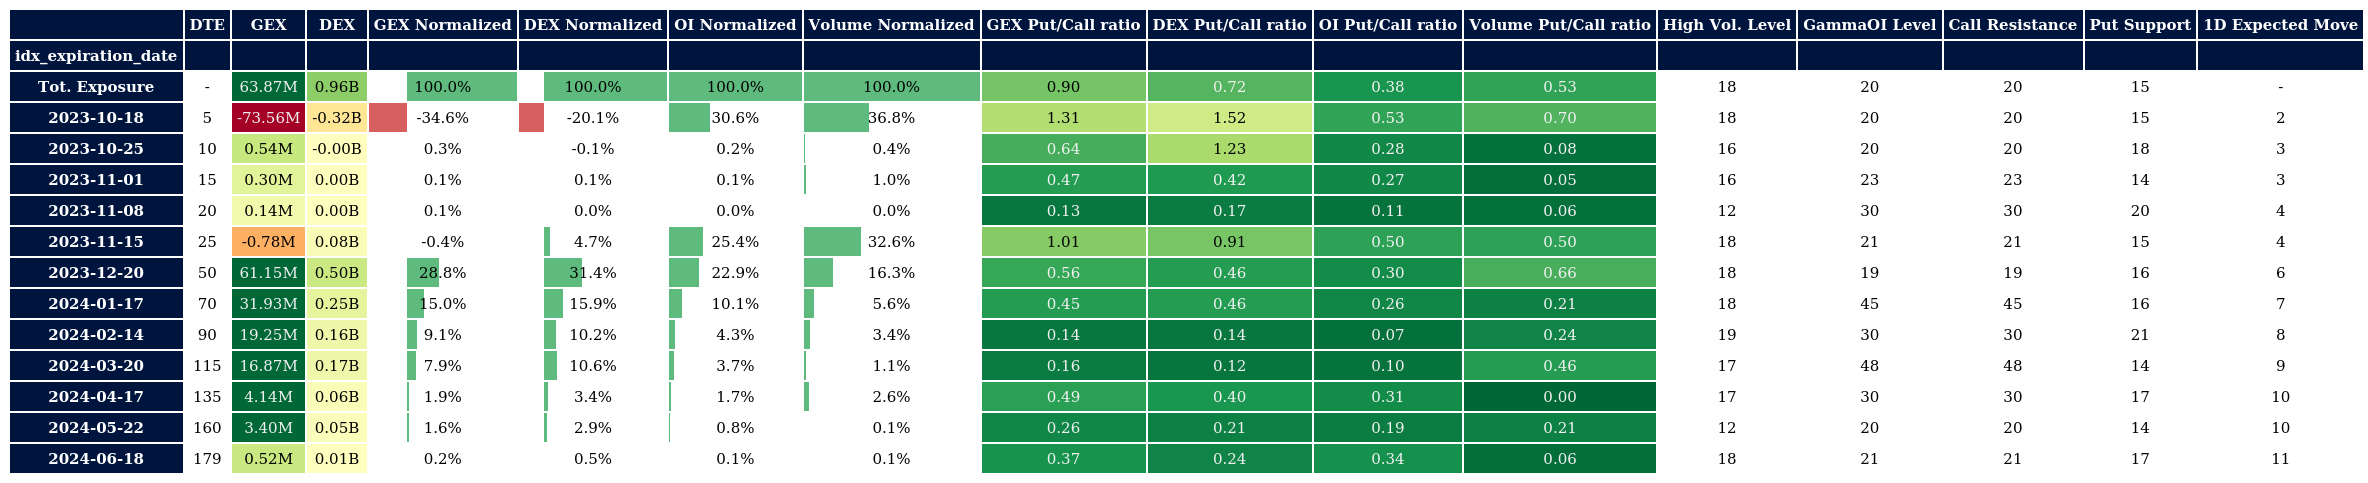 DTE GEX DEX GEX Normalized DEX Normalized OI Normalized Volume Normalized GEX Put/Call ratio DEX Put/Call ratio OI Put/Call ratio Volume Put/Call ratio High Vol. Level GammaOI Level Call Resistance Put Support 1D Expected Move
idx_expiration_date
Tot. Exposure - 63.87M 0.96B 100.0% 100.0% 100.0% 100.0% 0.90 0.72 0.38 0.53 18 20 20 15 -
2023-10-18 5 -73.56M -0.32B -34.6% -20.1% 30.6% 36.8% 1.31 1.52 0.53 0.70 18 20 20 15 2
2023-10-25 10 0.54M -0.00B 0.3% -0.1% 0.2% 0.4% 0.64 1.23 0.28 0.08 16 20 20 18 3
2023-11-01 15 0.30M 0.00B 0.1% 0.1% 0.1% 1.0% 0.47 0.42 0.27 0.05 16 23 23 14 3
2023-11-08 20 0.14M 0.00B 0.1% 0.0% 0.0% 0.0% 0.13 0.17 0.11 0.06 12 30 30 20 4
2023-11-15 25 -0.78M 0.08B -0.4% 4.7% 25.4% 32.6% 1.01 0.91 0.50 0.50 18 21 21 15 4
2023-12-20 50 61.15M 0.50B 28.8% 31.4% 22.9% 16.3% 0.56 0.46 0.30 0.66 18 19 19 16 6
2024-01-17 70 31.93M 0.25B 15.0% 15.9% 10.1% 5.6% 0.45 0.46 0.26 0.21 18 45 45 16 7
2024-02-14 90 19.25M 0.16B 9.1% 10.2% 4.3% 3.4% 0.14 0.14 0.07 0.24 19 30 30 21 8
2024-03-20 115 16.87M 0.17B 7.9% 10.6% 3.7% 1.1% 0.16 0.12 0.10 0.46 17 48 48 14 9
2024-04-17 135 4.14M 0.06B 1.9% 3.4% 1.7% 2.6% 0.49 0.40 0.31 0.00 17 30 30 17 10
2024-05-22 160 3.40M 0.05B 1.6% 2.9% 0.8% 0.1% 0.26 0.21 0.19 0.21 12 20 20 14 10
2024-06-18 179 0.52M 0.01B 0.2% 0.5% 0.1% 0.1% 0.37 0.24 0.34 0.06 18 21 21 17 11